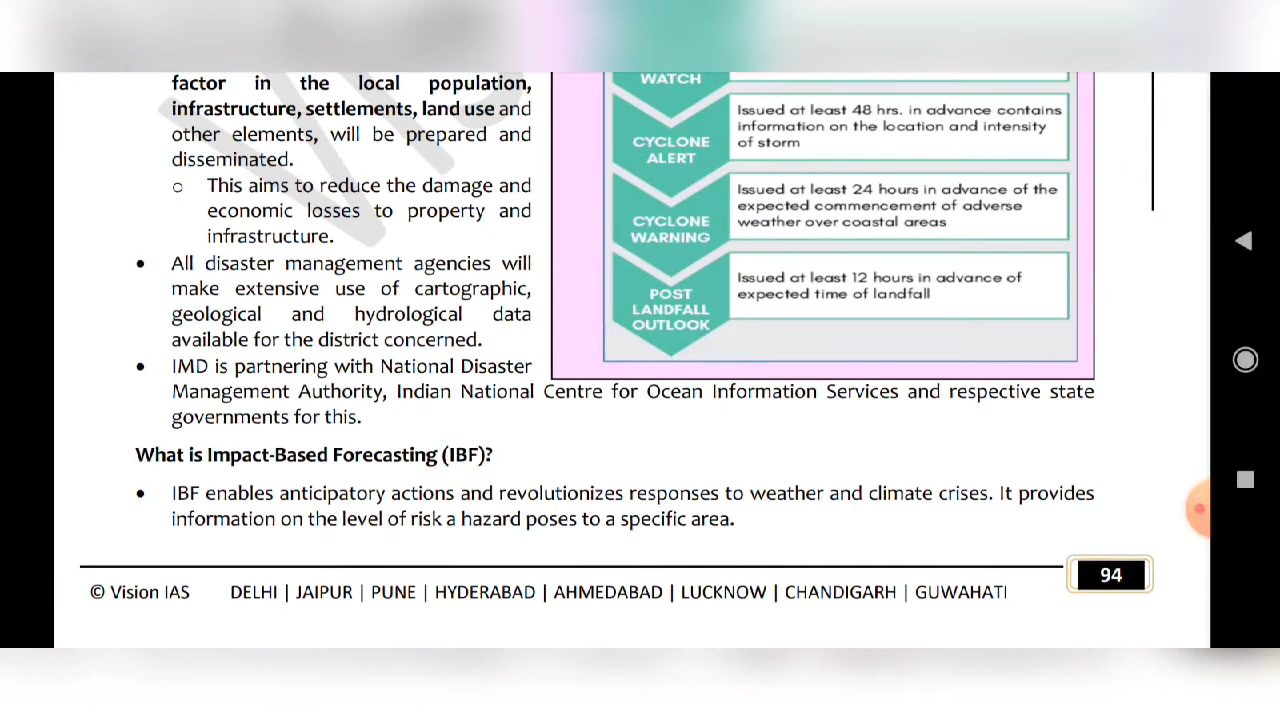 factor in the local population,
infrastructure, settlements, land use and
other elements, will be prepared and
disseminated.
o This aims to reduce the damage and
economic losses to property and
infrastructure.
• All disaster management agencies will
make extensive use of cartographic,
geological and hydrological data
available for the district concerned.
• IMD is partnering with National Disaster
Management Authority, Indian National Centre for Ocean Information Services and respective state
governments for this.
WATCH
CYCLONE
ALERT
Issued at least 48 hrs. in advance contains
information on the location and intensity
of storm
CYCLONE
WARNING
Issued at least 24 hours in advance of the
expected commencement of adverse
weather over coastal areas
POST
LANDFALL
OUTLOOK
Issued at least 12 hours in advance of
expected time of landfall
What is Impact-Based Forecasting (IBF)?
• IBF enables anticipatory actions and revolutionizes responses to weather and climate crises. It provides
information on the level of risk a hazard poses to a specific area.
94
© Vision IAS DELHI | JAIPUR | PUNE | HYDERABAD | AHMEDABAD | LUCKNOW | CHANDIGARH | GUWAHATI